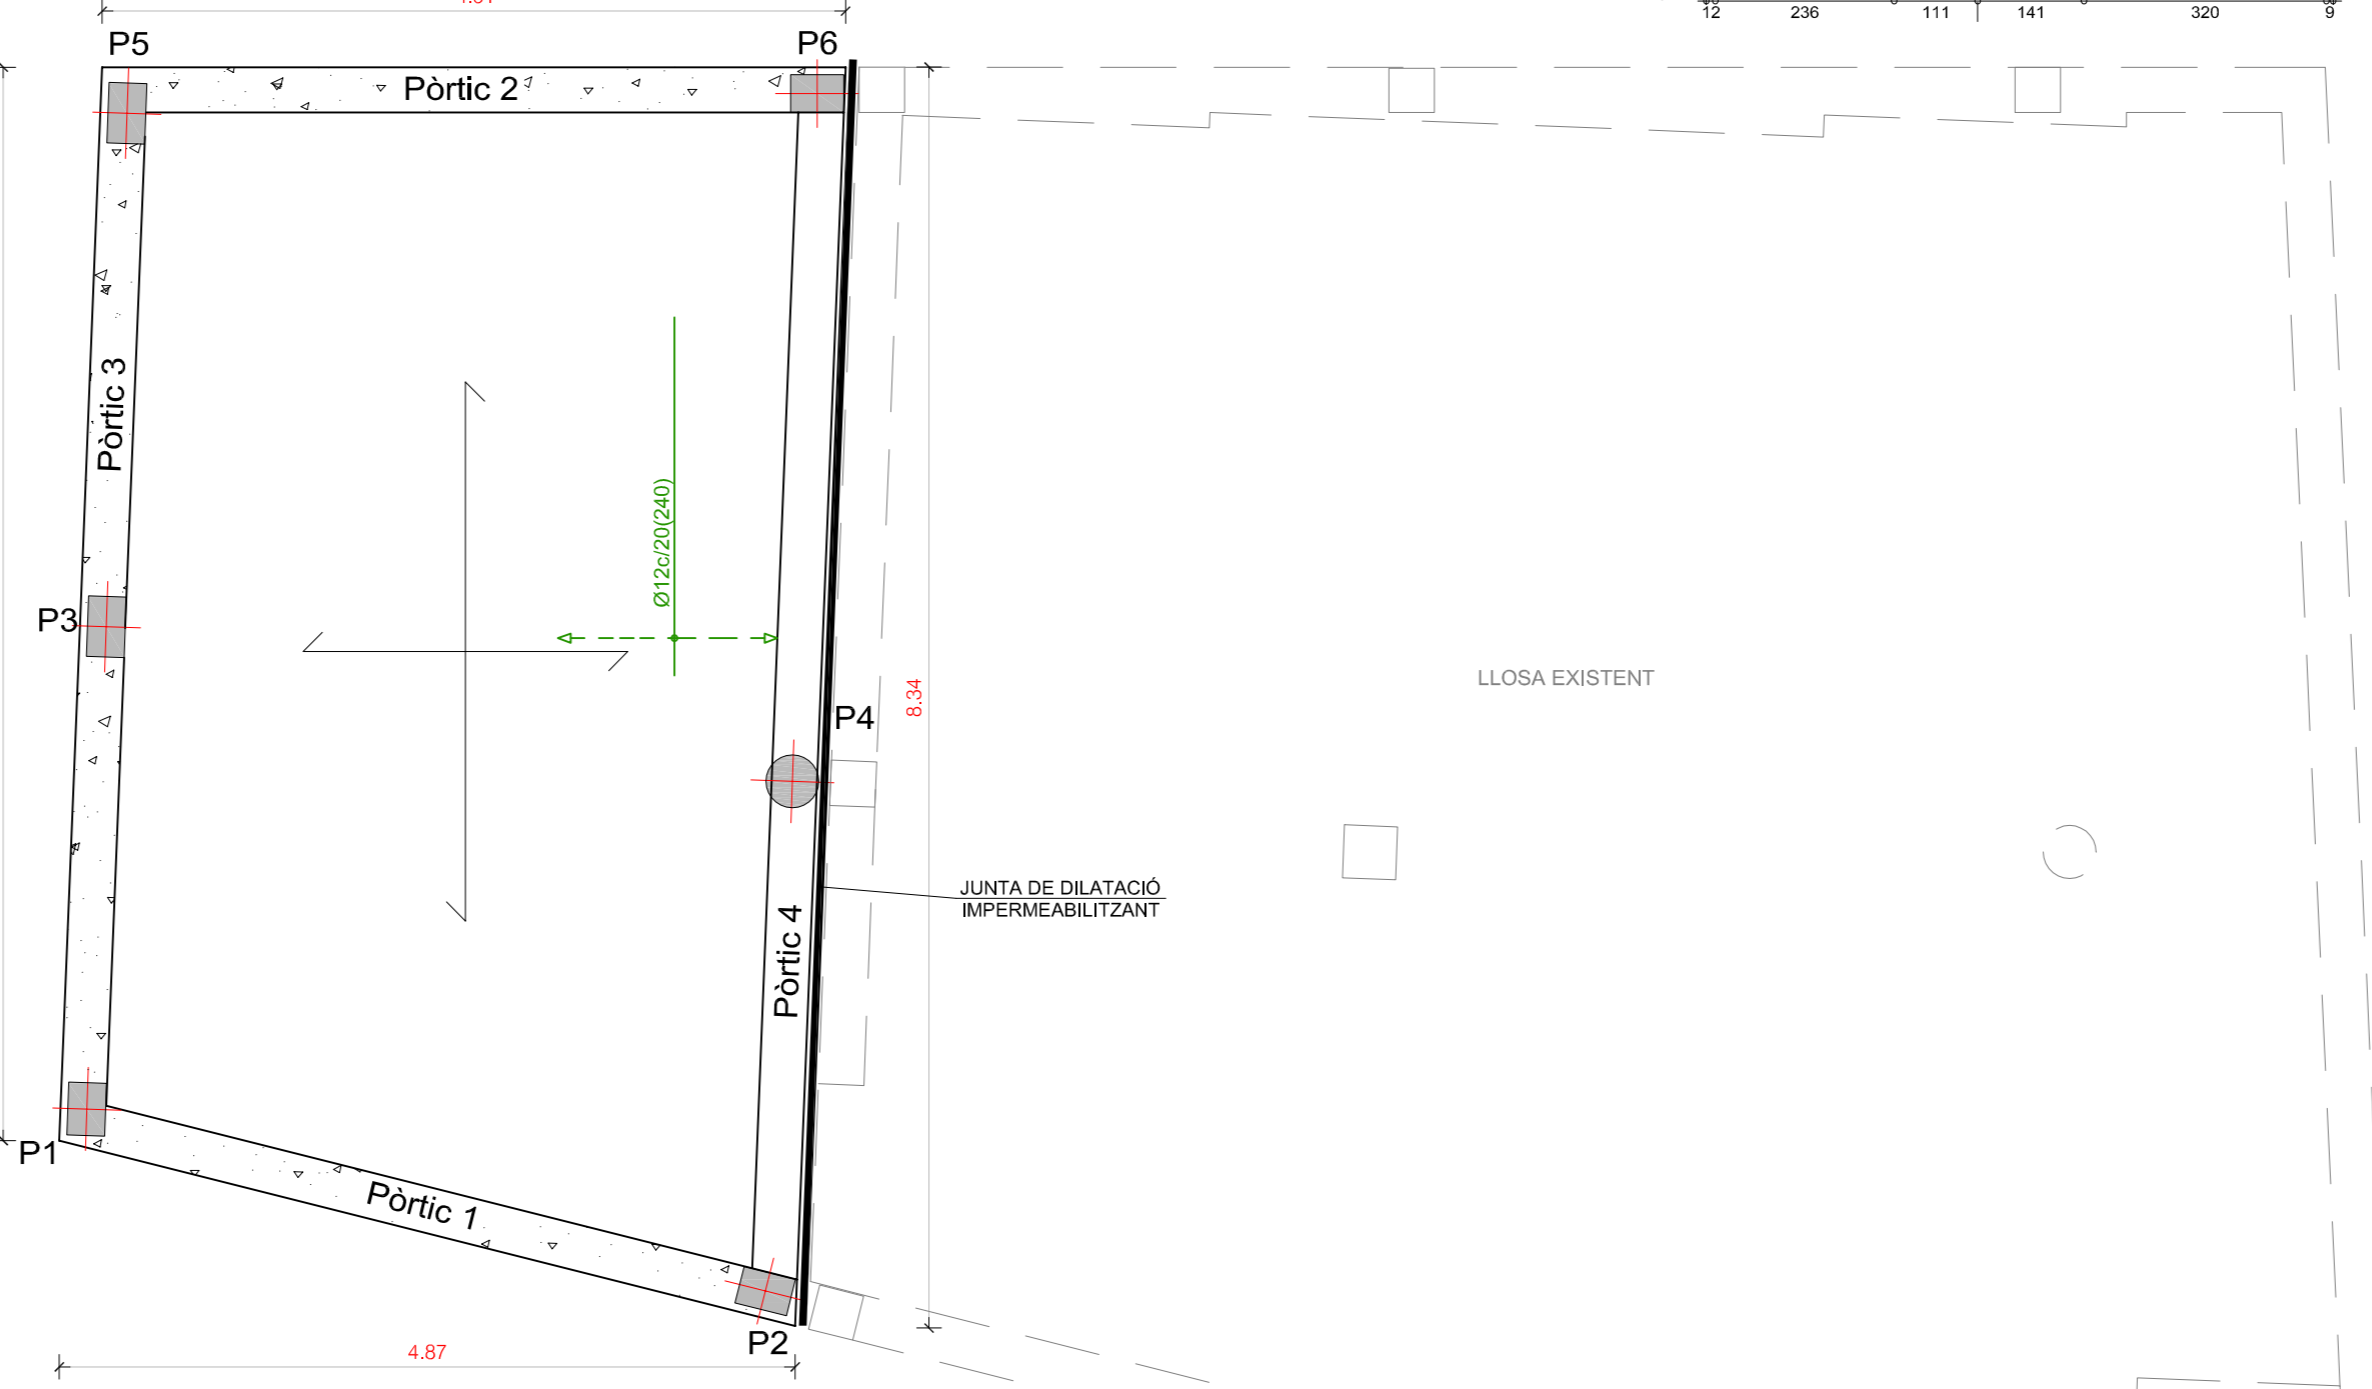 12 236 111 141 320 9
P5
P6
Pòrtic 2
Pòrtic 3
Ø12c/20(240)
P3
LLOSA EXISTENT
8.34
P4
JUNTA DE DILATACIÓ
IMPERMEABILITZANT
Pòrtic 4
P1
Pòrtic 1
P2
4.87